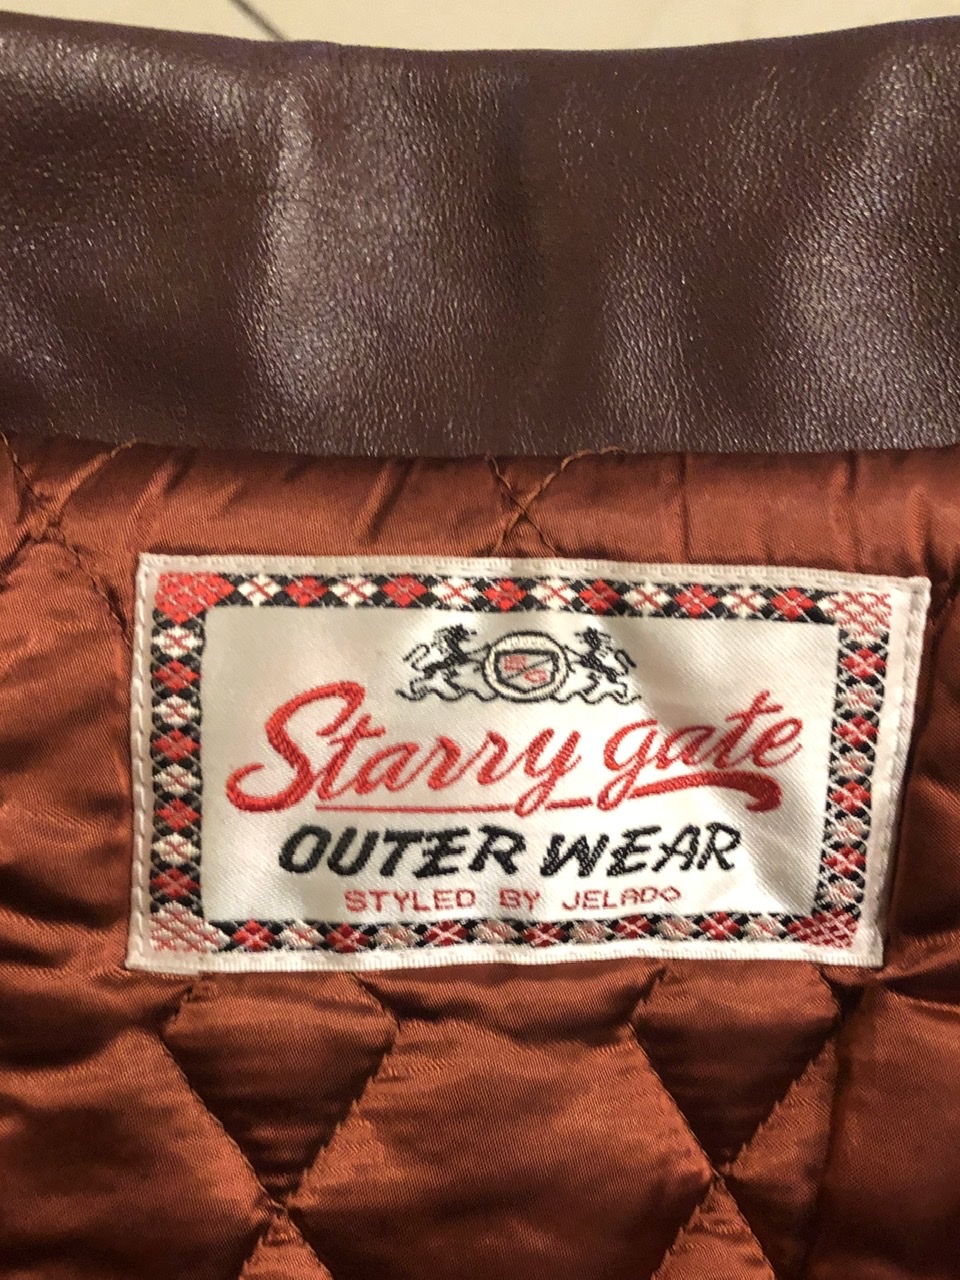 Starry gate
OUTER WEAR
STYLED BY JELADO